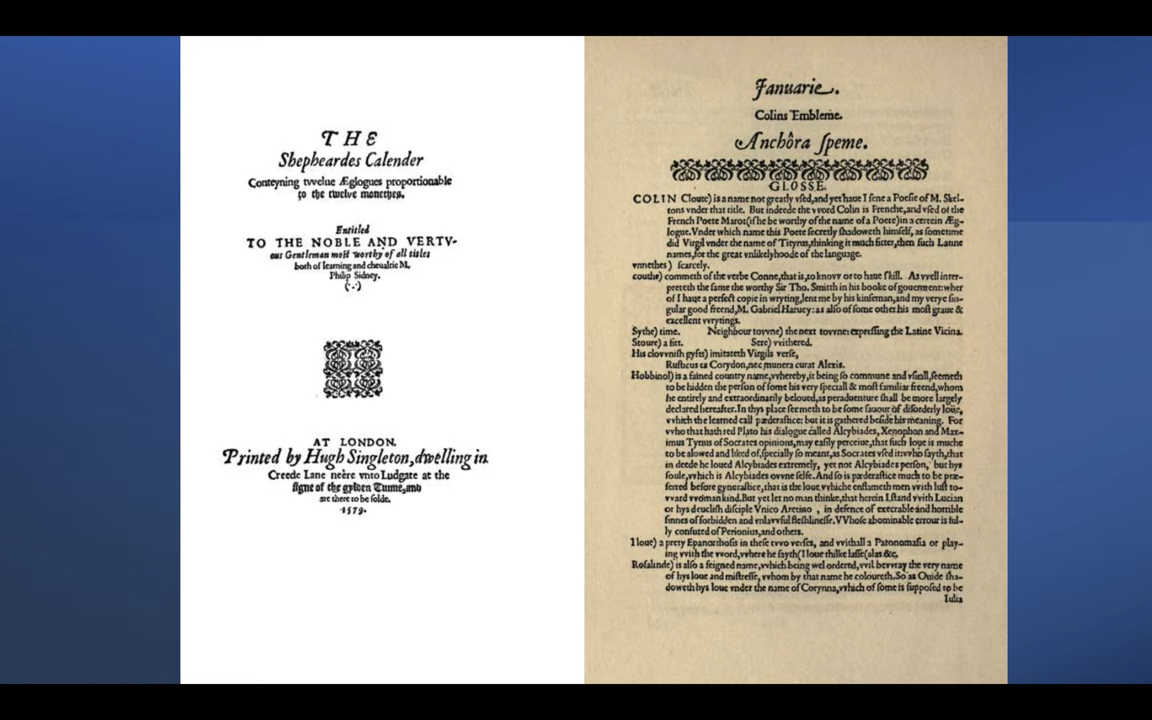 THE
Shepheardes Calender
Conteyning tvvelue Æglogues proportionable
to the twelve monethes.
Entitled
TO THE NOBLE AND VERTV-
ous Gentleman most worthy of all titles
both of learning and cheualrie M.
Philip Sidney.
(∴)
AT LONDON.
Printed by Hugh Singleton, dwelling in
Creede Lane neere vnto Ludgate at the
signe of the gylden Tunne, and
are there to be solde.
1579.
Januarie.
Colins Embleme.
Anchôra speme.
GLOSSE.
COLIN Cloute) is a name not greatly vsed, and yet haue I sene a Poesie of M. Skel-
tons vnder that title. But indeede the vvord Colin is Frenche, and vsed of the
French Poete Marot (if he be worthy of the name of a Poete) in a certein Æg-
logue. Vnder which name this Poete secretly shadoweth himself, as sometime
did Virgil vnder the name of Tityrus, thinking it much fitter, then such Latine
names, for the great vnlikelyhoode of the language.
vnnethes) scarcely.
couthe) commeth of the verbe Conne, that is, to knovv or to haue skill. As vvell inter-
preteth the same the worthy Sir Tho. Smitth in his booke of gouerment: wher
of I haue a perfect copie in wryting, lent me by his kinseman, and my verye sin-
gular good freend, M. Gabriel Haruey: as also of some other his most graue &
excellent vvrytings.
Sythe) time. Neighbour tovvne) the next tovvne: expressing the Latine Vicina.
Stoure) a fitt. Sere) vvithered.
His clovvnish gyfts) imitateth Virgils verse,
Rusticus es Corydon, nec munera curat Alexis.
Hobbinol) is a fained country name, vvhereby, it being so commune and vsuall, seemeth
to be hidden the person of some his very speciall & most familiar freend, whom
he entirely and extraordinarily beloued, as peraduenture shall be more largely
declared hereafter. In thys place seemeth to be some sauour of disorderly loue,
vvhich the learned call pæderastice: but it is gathered beside his meaning. For
vvho that hath red Plato his dialogue called Alcybiades, Xenophon and Max-
imus Tyrius of Socrates opinions, may easily perceiue, that such loue is muche
to be alowed and liked of, specially so meant, as Socrates vsed it: vvho sayth, that
in deede he loued Alcybiades extremely, yet not Alcybiades person, but hys
soule, vvhich is Alcybiades ovvne selfe. And so is pæderastice much to be præ-
ferred before gynerastice, that is the loue vvhiche enflameth men vvith lust to-
vvard vvoman kind. But yet let no man thinke, that herein I stand vvith Lucian
or hys deuelish disciple Vnico Aretino, in defence of execrable and horrible
sinnes of forbidden and vnlavvful fleshlinesse. VVhose abominable errour is ful-
ly confuted of Perionius, and others.
I loue) a prety Epanorthosis in these tvvo verses, and vvithall a Paronomasia or play-
ing vvith the vvord, vvhere he sayth (I loue thilke lasse (alas &c.
Rosalinde) is also a feigned name, vvhich being wel ordered, vvil bevvray the very name
of hys loue and mistresse, vvhom by that name he coloureth. So as Ouide sha-
doweth hys loue vnder the name of Corynna, vvhich of some is supposed to be
Iulia